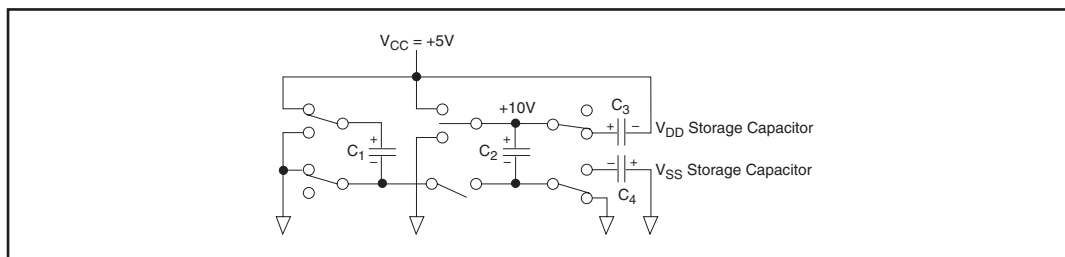 V_CC = +5V
+10V
C_3
+ −
V_DD Storage Capacitor
+
C_1
−
+
C_2
−
− +
V_SS Storage Capacitor
C_4